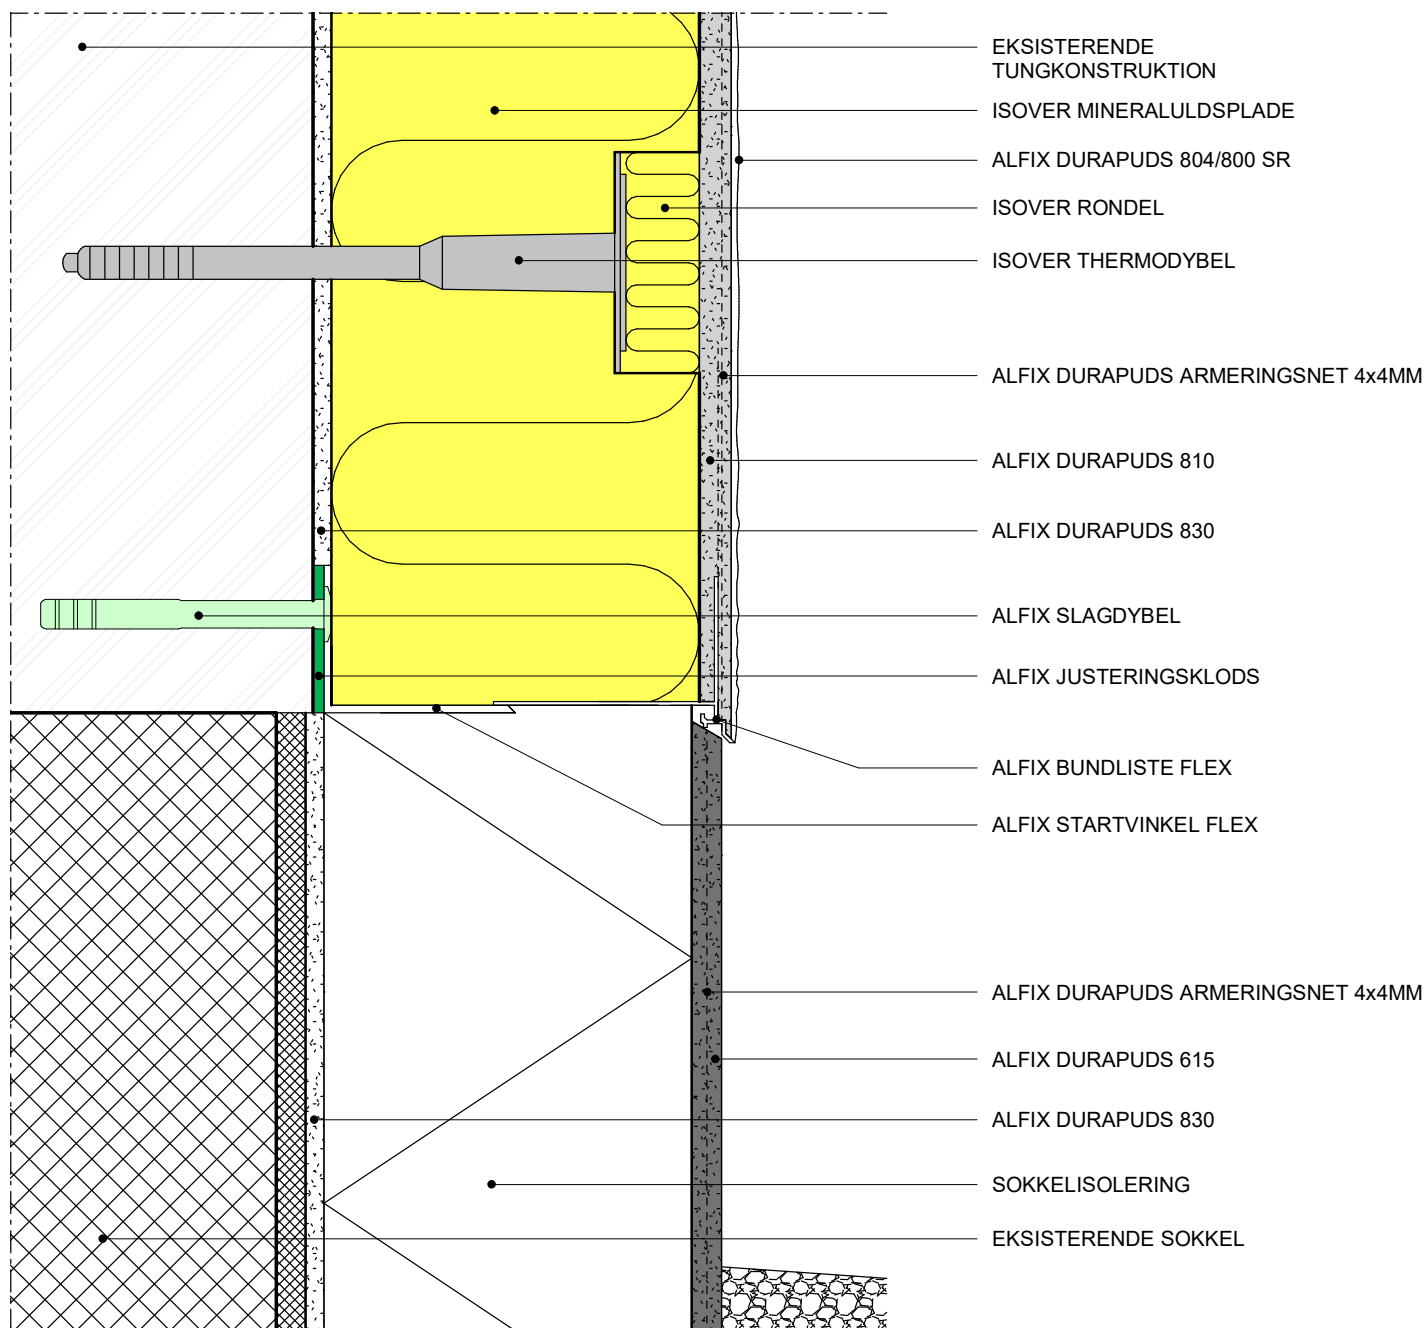 EKSISTERENDE
TUNGKONSTRUKTION
ISOVER MINERALULDSPLADE
ALFIX DURAPUDS 804/800 SR
ISOVER RONDEL
ISOVER THERMODYBEL
ALFIX DURAPUDS ARMERINGSNET 4x4MM
ALFIX DURAPUDS 810
ALFIX DURAPUDS 830
ALFIX SLAGDYBEL
ALFIX JUSTERINGSKLODS
ALFIX BUNDLISTE FLEX
ALFIX STARTVINKEL FLEX
ALFIX DURAPUDS ARMERINGSNET 4x4MM
ALFIX DURAPUDS 615
ALFIX DURAPUDS 830
SOKKELISOLERING
EKSISTERENDE SOKKEL